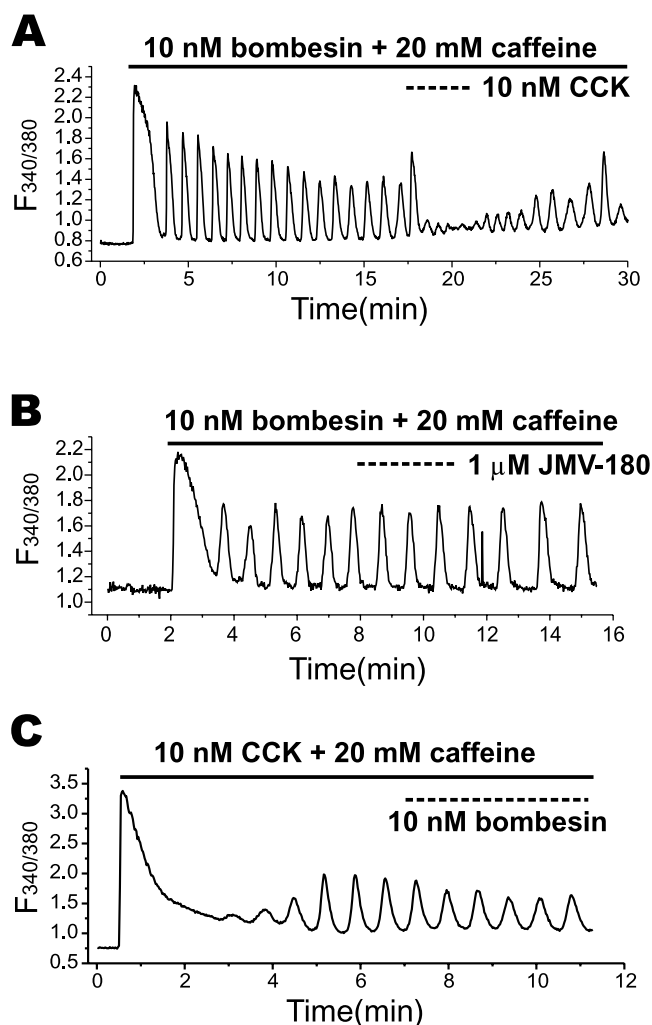 A
10 nM bombesin + 20 mM caffeine
10 nM CCK
2.4
2.2
2.0
1.8
1.6
1.4
1.2
1.0
0.8
0.6
F340/380
0 5 10 15 20 25 30
Time(min)
B
10 nM bombesin + 20 mM caffeine
1 μM JMV-180
2.2
2.0
1.8
1.6
1.4
1.2
1.0
F340/380
0 2 4 6 8 10 12 14 16
Time(min)
C
10 nM CCK + 20 mM caffeine
10 nM bombesin
3.5
3.0
2.5
2.0
1.5
1.0
0.5
F340/380
0 2 4 6 8 10 12
Time(min)